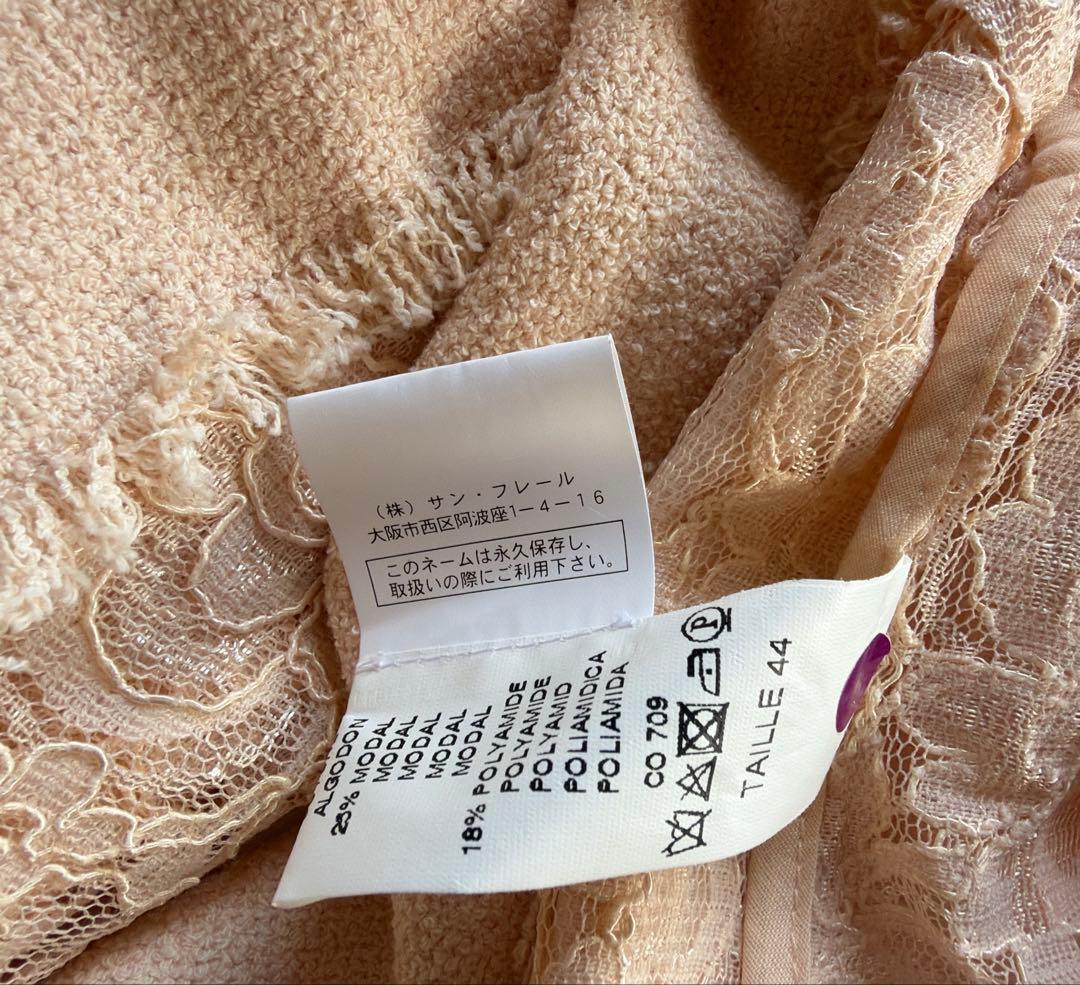 （株）サン・フレール
大阪市西区阿波座1－4－16
このネームは永久保存し、
取扱いの際にご利用下さい。
ALGODON
MODAL
MODAL
MODAL
MODAL
MODAL
18% POLYAMIDE
POLYAMIDE
POLYAMID
POLIAMIDICA
POLIAMIDA
CO 709
P
TAILLE 44